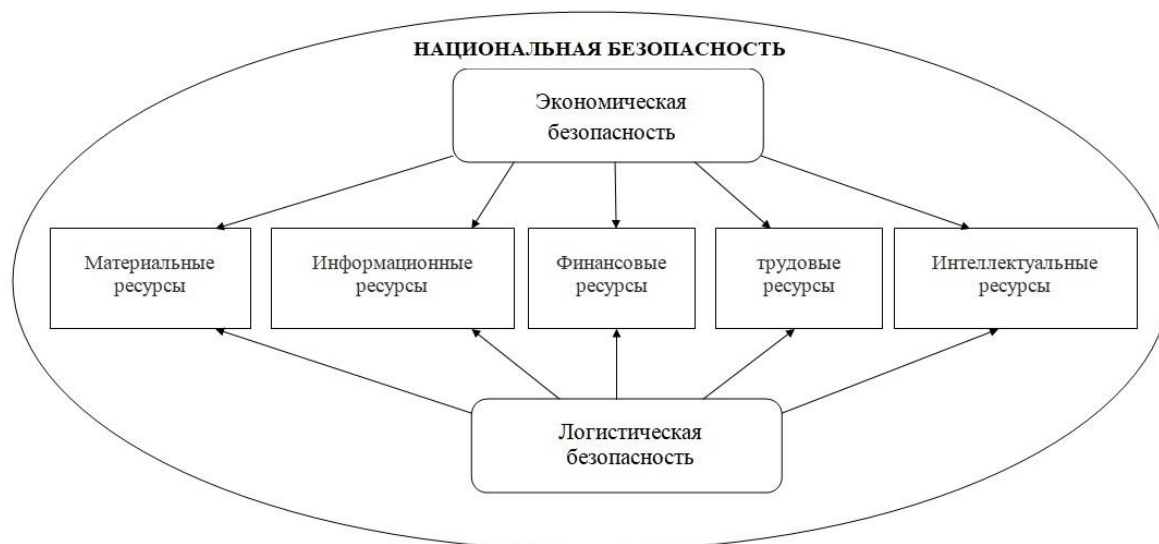 НАЦИОНАЛЬНАЯ БЕЗОПАСНОСТЬ
Экономическая
безопасность
Материальные
ресурсы
Информационные
ресурсы
Финансовые
ресурсы
трудовые
ресурсы
Интеллектуальные
ресурсы
Логистическая
безопасность